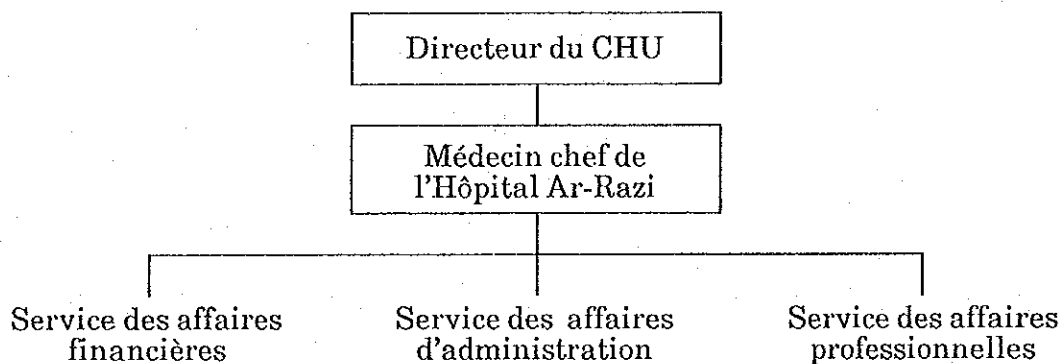 Directeur du CHU
Médecin chef de
l'Hôpital Ar-Razi
Service des affaires
financières
Service des affaires
d'administration
Service des affaires
professionnelles